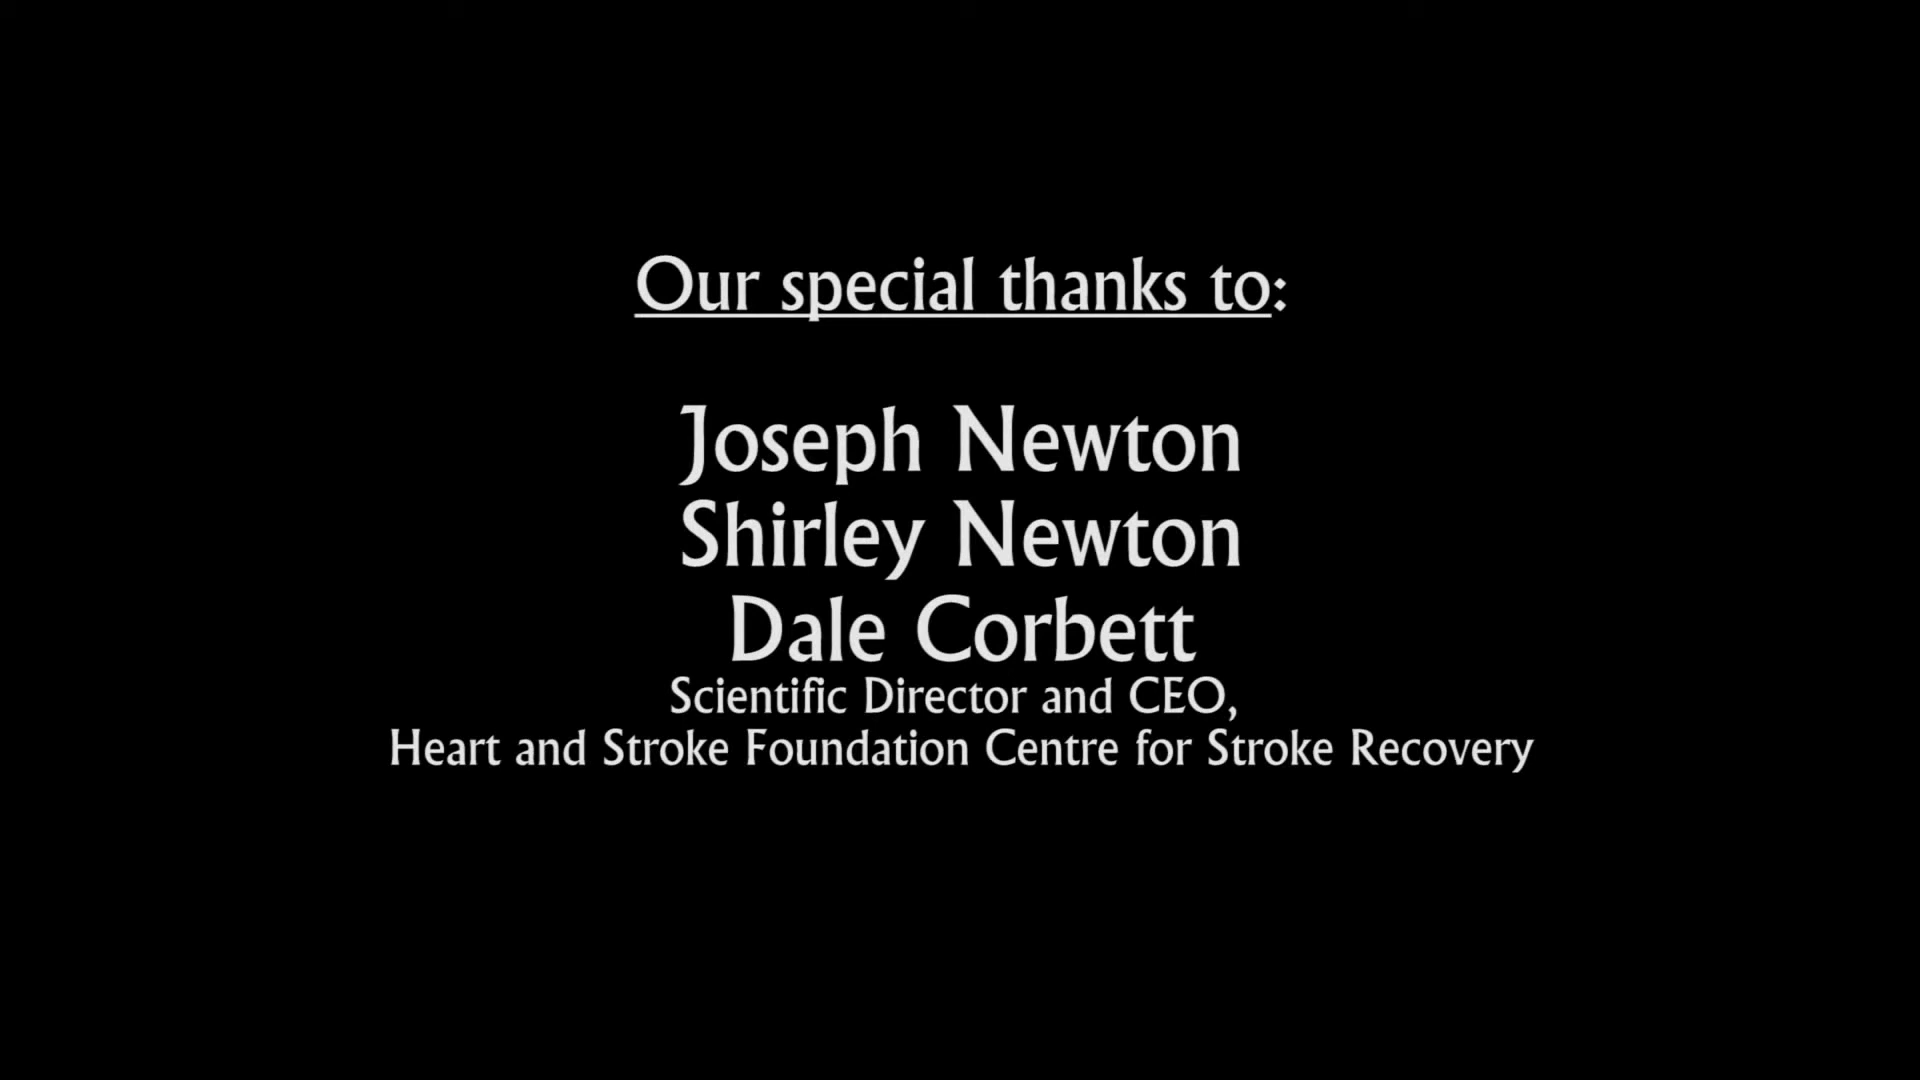 Our special thanks to:
Joseph Newton
Shirley Newton
Dale Corbett
Scientific Director and CEO,
Heart and Stroke Foundation Centre for Stroke Recovery